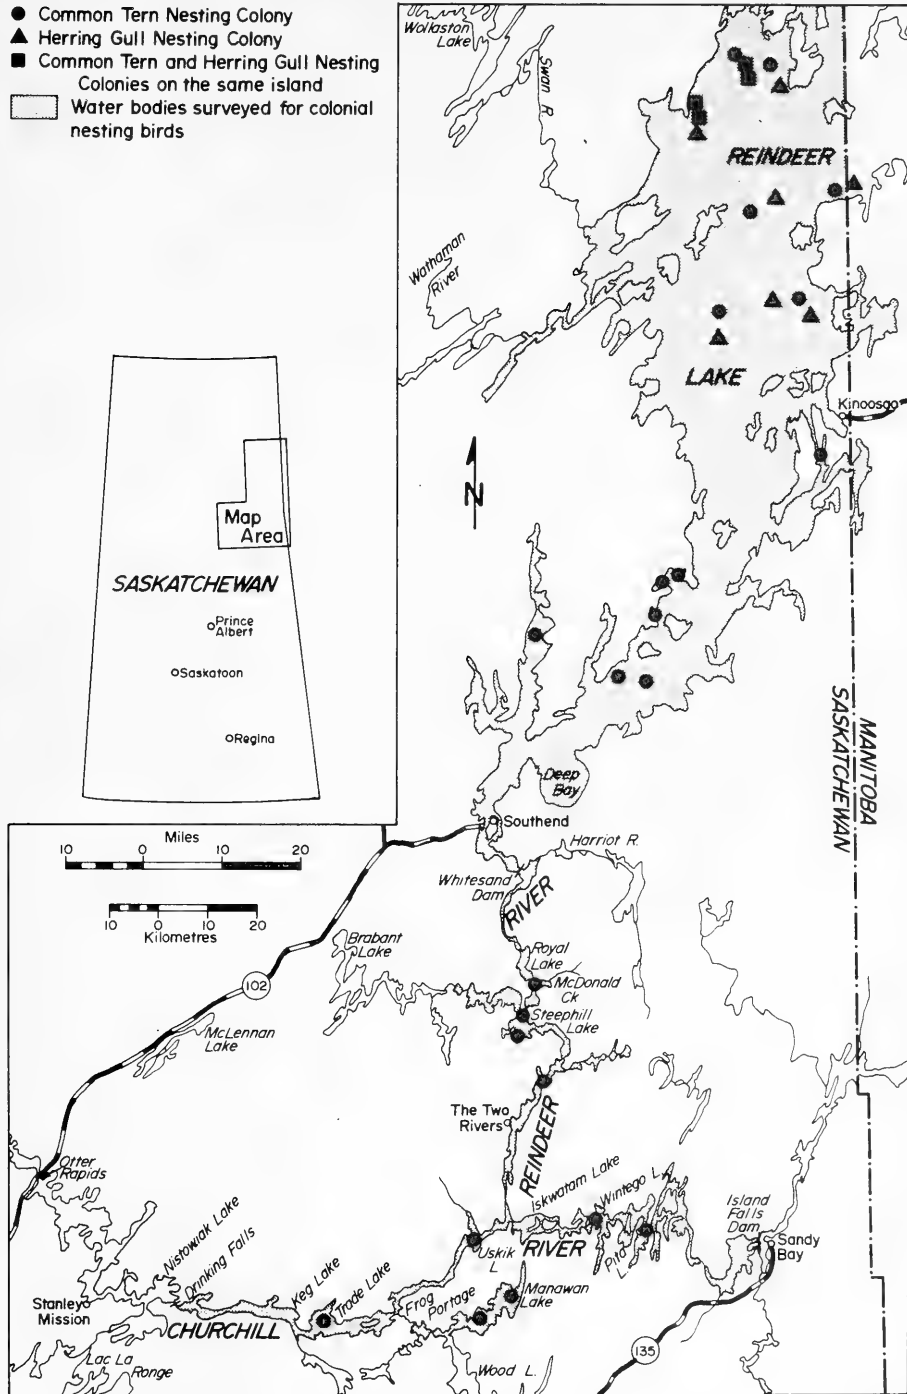 Common Tern Nesting Colony
Herring Gull Nesting Colony
Common Tern and Herring Gull Nesting
Colonies on the same island
Water bodies surveyed for colonial
nesting birds
Wollaston
Lake
Swan R.
REINDEER
Wathaman
River
LAKE
Kinoosao
N
Map
Area
SASKATCHEWAN
Prince
Albert
Saskatoon
Regina
MANITOBA
SASKATCHEWAN
Deep
Bay
Southend
Miles
10 0 10 20
10 0 10 20
Kilometres
Harriot R.
Whitesand
Dam
RIVER
Brabant
Lake
Royal
Lake
McDonald
Ck
102
Steephill
Lake
McLennan
Lake
The Two
Rivers
REINDEER
Otter
Rapids
Iskwatam Lake
Wintego L.
Island
Falls
Dam
Nistowiak Lake
Drinking Falls
Uskik
L.
RIVER
Pita
L.
Sandy
Bay
Keg Lake
Trade Lake
Stanley
Mission
Frog
Portage
Manawan
Lake
CHURCHILL
Lac La
Ronge
Wood L.
135